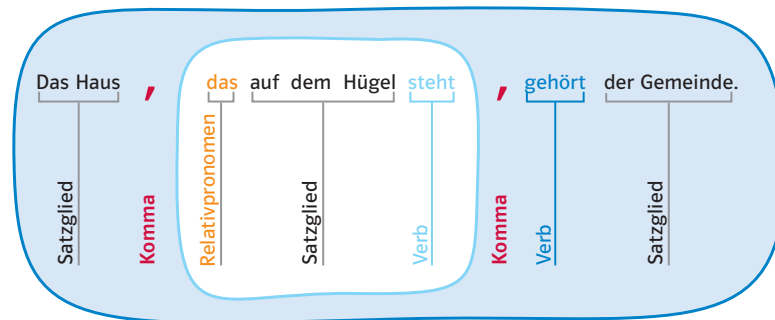 Das Haus , das auf dem Hügel steht , gehört der Gemeinde.
Satzglied Komma Relativpronomen Satzglied Verb Komma Verb Satzglied